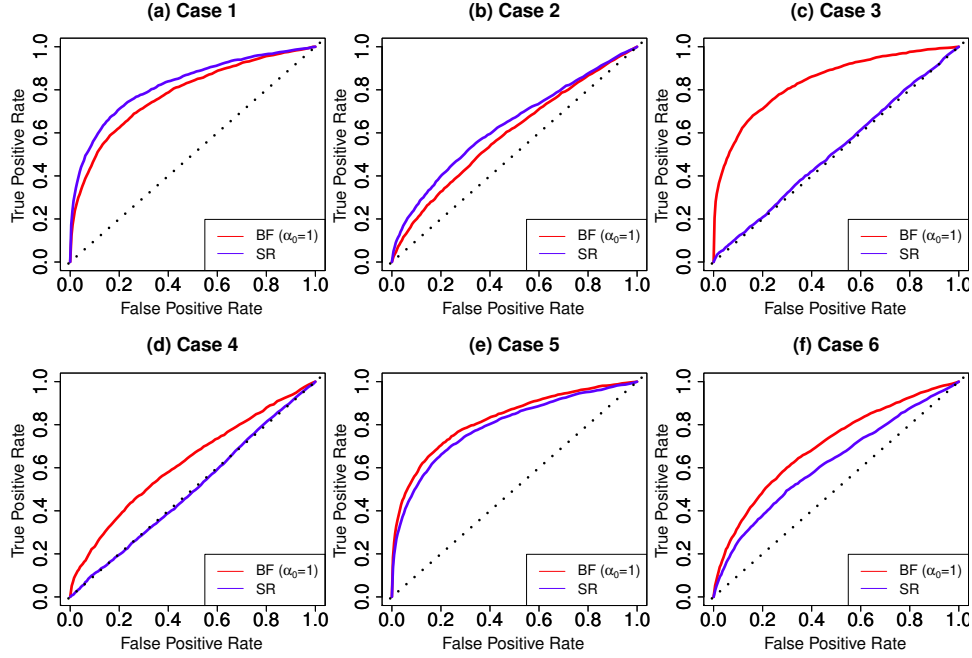 (a) Case 1
True Positive Rate
0.0 0.2 0.4 0.6 0.8 1.0
BF (α₀=1)
SR
0.0 0.2 0.4 0.6 0.8 1.0
False Positive Rate
(b) Case 2
True Positive Rate
0.0 0.2 0.4 0.6 0.8 1.0
BF (α₀=1)
SR
0.0 0.2 0.4 0.6 0.8 1.0
False Positive Rate
(c) Case 3
True Positive Rate
0.0 0.2 0.4 0.6 0.8 1.0
BF (α₀=1)
SR
0.0 0.2 0.4 0.6 0.8 1.0
False Positive Rate
(d) Case 4
True Positive Rate
0.0 0.2 0.4 0.6 0.8 1.0
BF (α₀=1)
SR
0.0 0.2 0.4 0.6 0.8 1.0
False Positive Rate
(e) Case 5
True Positive Rate
0.0 0.2 0.4 0.6 0.8 1.0
BF (α₀=1)
SR
0.0 0.2 0.4 0.6 0.8 1.0
False Positive Rate
(f) Case 6
True Positive Rate
0.0 0.2 0.4 0.6 0.8 1.0
BF (α₀=1)
SR
0.0 0.2 0.4 0.6 0.8 1.0
False Positive Rate